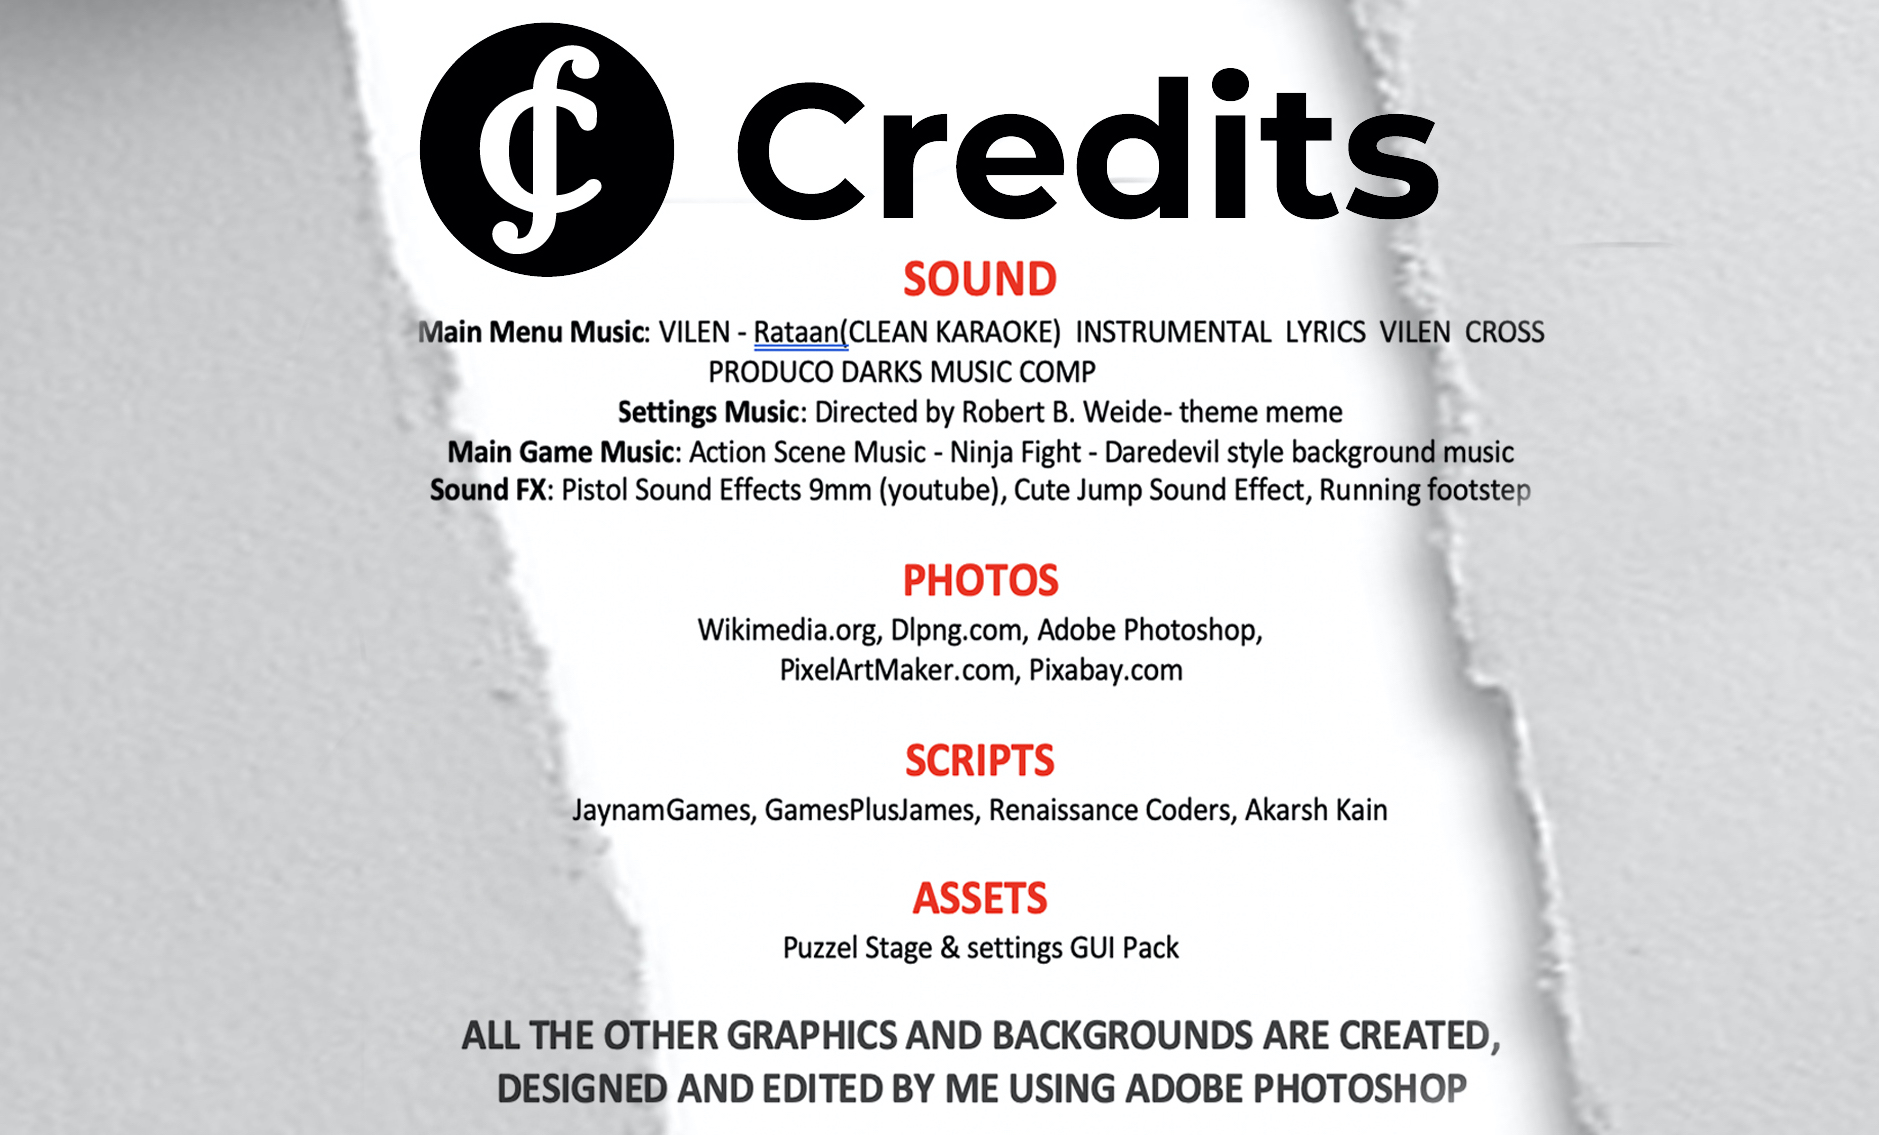 Credits
SOUND
Main Menu Music: VILEN - Rataan(CLEAN KARAOKE) INSTRUMENTAL LYRICS VILEN CROSS
PRODUCO DARKS MUSIC COMP
Settings Music: Directed by Robert B. Weide- theme meme
Main Game Music: Action Scene Music - Ninja Fight - Daredevil style background music
Sound FX: Pistol Sound Effects 9mm (youtube), Cute Jump Sound Effect, Running footstep
PHOTOS
Wikimedia.org, Dlpng.com, Adobe Photoshop,
PixelArtMaker.com, Pixabay.com
SCRIPTS
JaynamGames, GamesPlusJames, Renaissance Coders, Akarsh Kain
ASSETS
Puzzel Stage & settings GUI Pack
ALL THE OTHER GRAPHICS AND BACKGROUNDS ARE CREATED,
DESIGNED AND EDITED BY ME USING ADOBE PHOTOSHOP